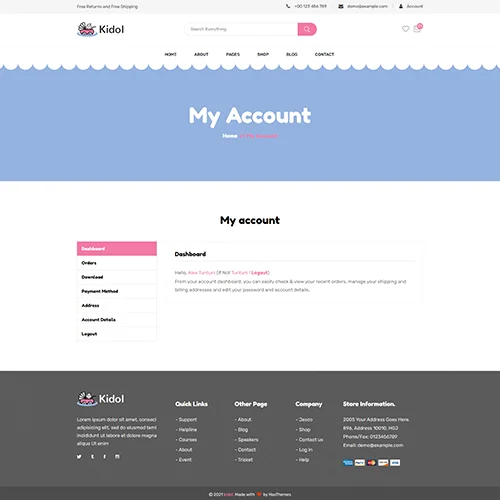 Free Returns and Free Shipping
+00 123 456 789
demo@example.com
Account
Kidol
Search Everything
HOME ABOUT PAGES SHOP BLOG CONTACT
My Account
Home
My account
Dashboard
Orders
Download
Payment Method
Address
Account Details
Logout
Dashboard
Hello, Alex Tuntuni (If Not Tuntuni ! Logout)
From your account dashboard. you can easily check & view your recent orders, manage your shipping and
billing addresses and edit your password and account details.
Kidol
Lorem ipsum dolor sit amet, consect
adipisicing elit, sed do eiusmod tempor
incididunt ut labore et dolore magna
aliqua Ut enim
Quick Links
- Support
- Helpline
- Courses
- About
- Event
Other Page
- About
- Blog
- Speakers
- Contact
- Tricket
Company
- Jesco
- Shop
- Contact us
- Log in
- Help
Store Information.
2005 Your Address Goes Here.
896, Address 10010, HGJ
Phone/Fax: 0123456789
Email: demo@example.com
© 2021 Kidol. Made with by HasThemes.